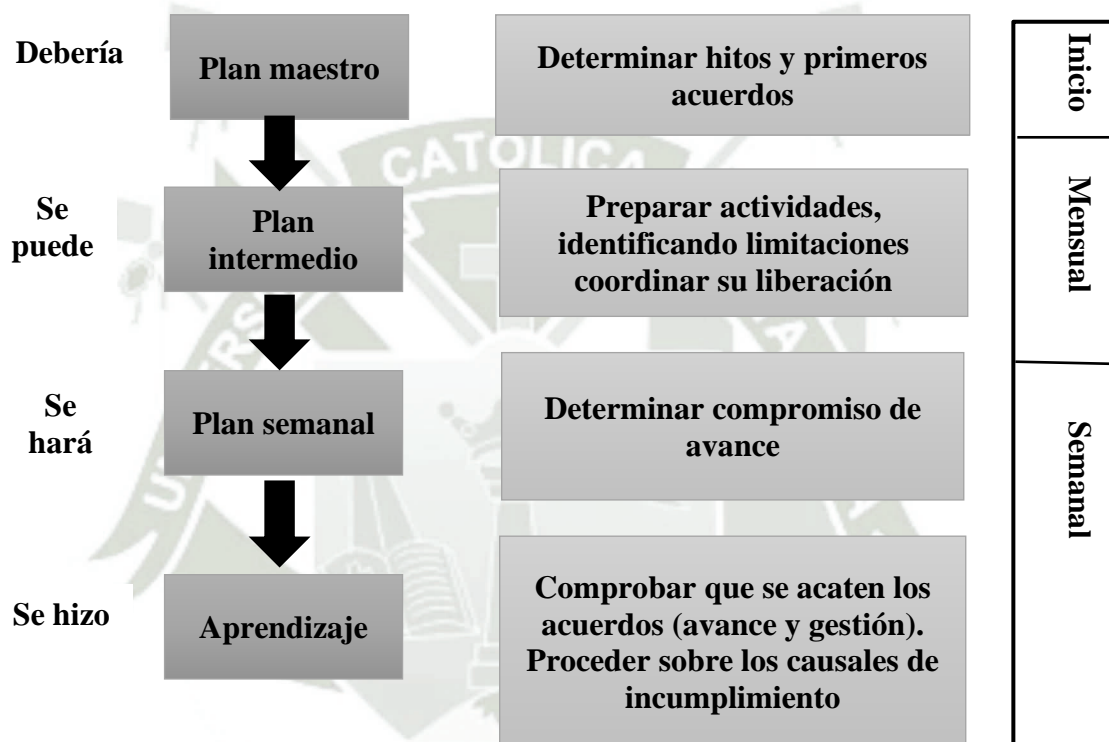 Debería
Plan maestro
Determinar hitos y primeros
acuerdos
Inicio
Se
puede
Plan
intermedio
Preparar actividades,
identificando limitaciones
coordinar su liberación
Mensual
Se
hará
Plan semanal
Determinar compromiso de
avance
Semanal
Se hizo
Aprendizaje
Comprobar que se acaten los
acuerdos (avance y gestión).
Proceder sobre los causales de
incumplimiento
CATOLICA